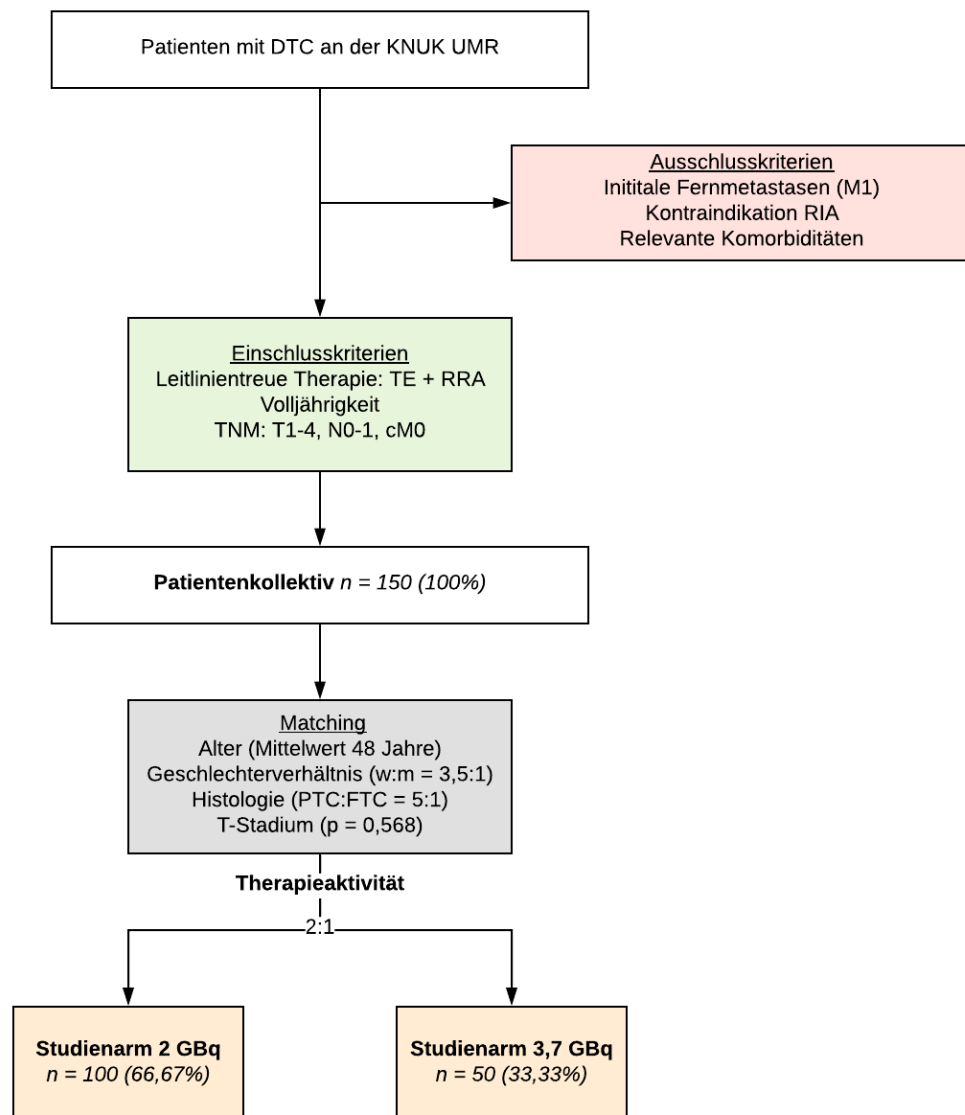 Patienten mit DTC an der KNUK UMR
Ausschlusskriterien
Inititale Fernmetastasen (M1)
Kontraindikation RIA
Relevante Komorbiditäten
Einschlusskriterien
Leitlinientreue Therapie: TE + RRA
Volljährigkeit
TNM: T1-4, N0-1, cM0
Patientenkollektiv n = 150 (100%)
Matching
Alter (Mittelwert 48 Jahre)
Geschlechterverhältnis (w:m = 3,5:1)
Histologie (PTC:FTC = 5:1)
T-Stadium (p = 0,568)
Therapieaktivität
2:1
Studienarm 2 GBq
n = 100 (66,67%)
Studienarm 3,7 GBq
n = 50 (33,33%)